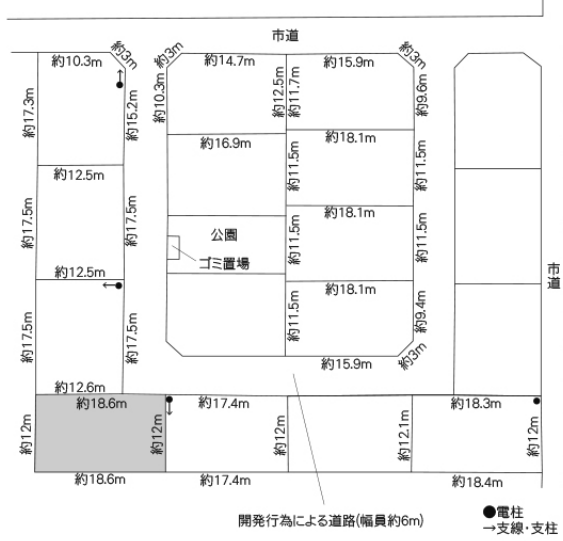 市道
約10.3m
約3m
約3m
約14.7m
約15.9m
約3m
約17.3m
約15.2m
約10.3m
約12.5m
約11.7m
約9.6m
約16.9m
約18.1m
約12.5m
約11.5m
約11.5m
約17.5m
約17.5m
約18.1m
公園
ゴミ置場
約11.5m
約11.5m
市道
約12.5m
約18.1m
約17.5m
約17.5m
約11.5m
約9.4m
約15.9m
約3m
約12.6m
約18.6m
約17.4m
約18.3m
約12m
約12m
約12m
約12.1m
約12m
約18.6m
約17.4m
約18.4m
開発行為による道路(幅員約6m)
●電柱
→支線・支柱